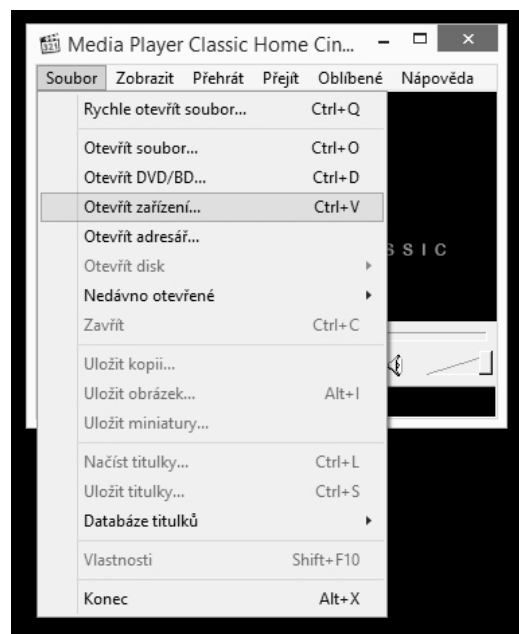 Media Player Classic Home Cin...
Soubor Zobrazit Přehrát Přejít Oblíbené Nápověda
Rychle otevřít soubor... Ctrl+Q
Otevřít soubor... Ctrl+O
Otevřít DVD/BD... Ctrl+D
Otevřít zařízení... Ctrl+V
Otevřít adresář...
Otevřít disk
Nedávno otevřené
Zavřít Ctrl+C
Uložit kopii...
Uložit obrázek... Alt+I
Uložit miniatury...
Načíst titulky... Ctrl+L
Uložit titulky... Ctrl+S
Databáze titulků
Vlastnosti Shift+F10
Konec Alt+X